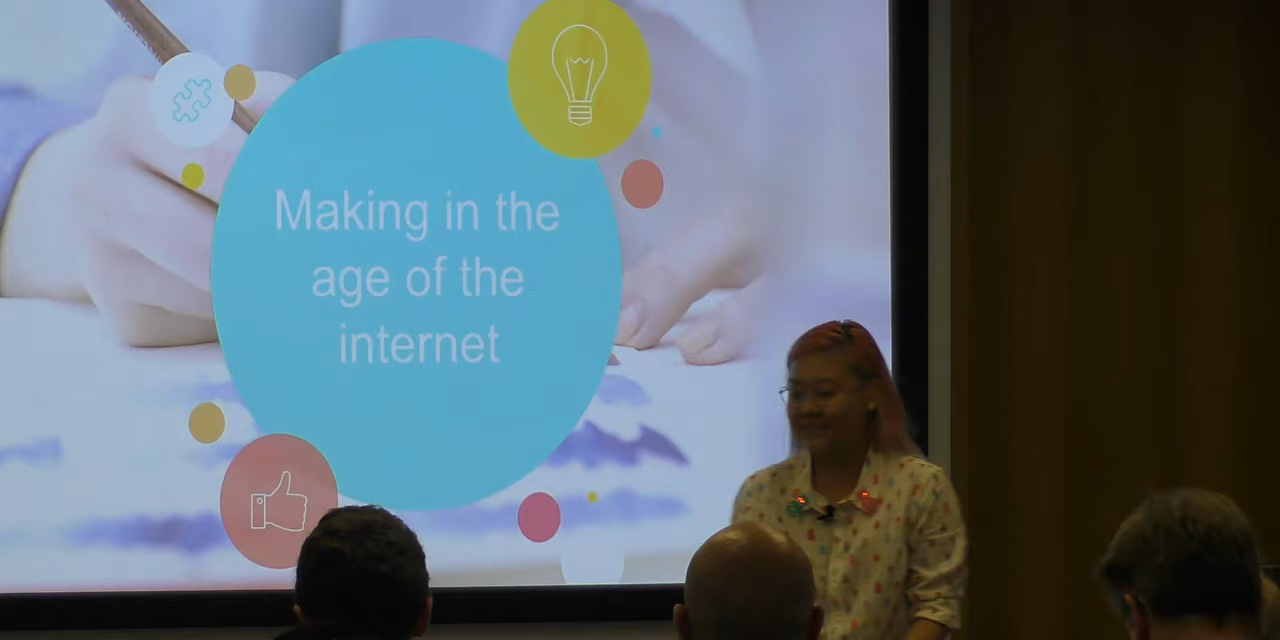 Making in the
age of the
internet